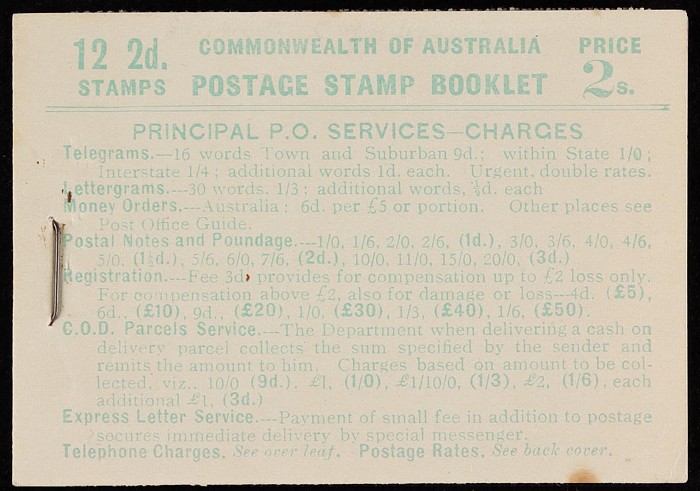 12 2d. COMMONWEALTH OF AUSTRALIA PRICE
STAMPS POSTAGE STAMP BOOKLET 2s.
PRINCIPAL P.O. SERVICES—CHARGES
Telegrams.—16 words Town and Suburban 9d.; within State 1/0;
Interstate 1/4; additional words 1d. each. Urgent, double rates.
Lettergrams.—30 words. 1/3; additional words, ½d. each
Money Orders.—Australia: 6d. per £5 or portion. Other places see
Post Office Guide.
Postal Notes and Poundage.—1/0, 1/6, 2/0, 2/6, (1d.), 3/0, 3/6, 4/0, 4/6,
5/0, (1½d.), 5/6, 6/0, 7/6, (2d.), 10/0, 11/0, 15/0, 20/0, (3d.)
Registration.—Fee 3d. provides for compensation up to £2 loss only.
For compensation above £2, also for damage or loss—4d. (£5),
6d., (£10), 9d., (£20), 1/0, (£30), 1/3, (£40), 1/6, (£50).
C.O.D. Parcels Service.—The Department when delivering a cash on
delivery parcel collects the sum specified by the sender and
remits the amount to him. Charges based on amount to be col-
lected, viz., 10/0 (9d.). £1, (1/0), £1/10/0, (1/3), £2, (1/6), each
additional £1, (3d.)
Express Letter Service.—Payment of small fee in addition to postage
secures immediate delivery by special messenger.
Telephone Charges. See over leaf. Postage Rates. See back cover.